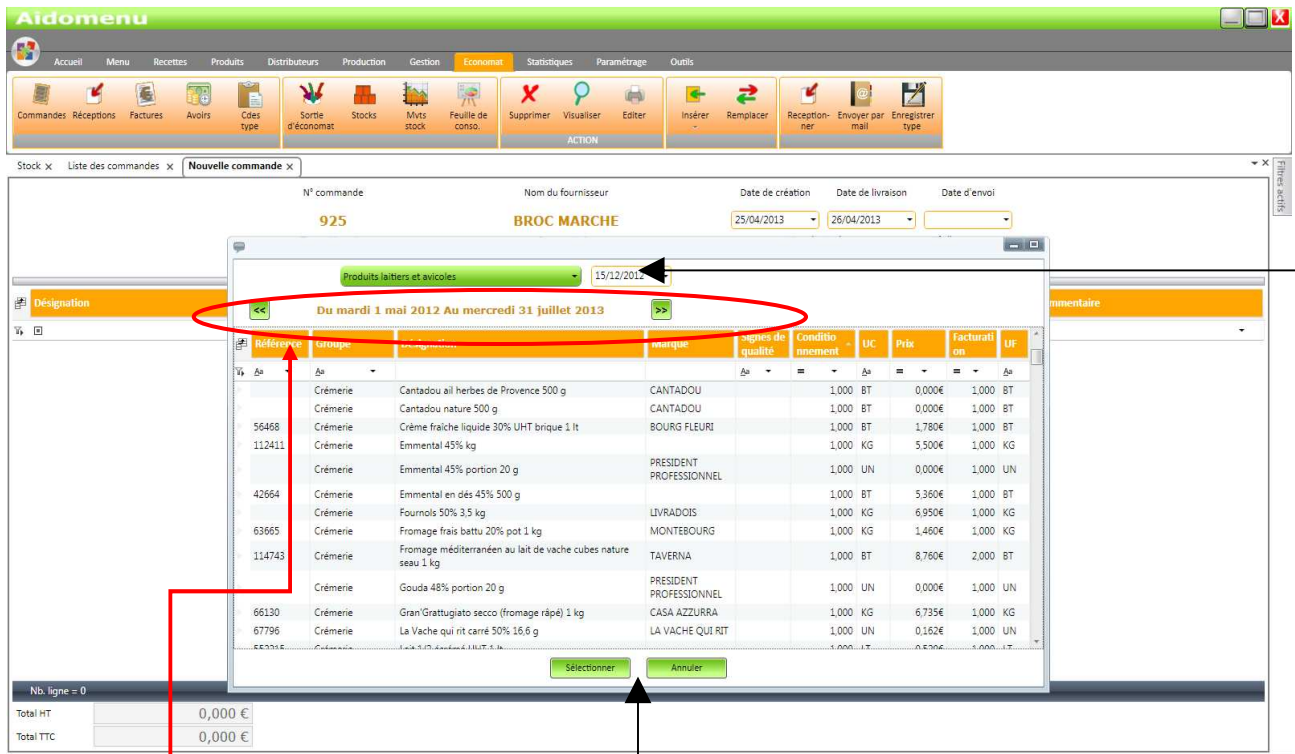 Aidomenu
Accueil Menu Recettes Produits Distributeurs Production Gestion Economat Statistiques Paramétrage Outils
Commandes Réceptions Factures Avoirs Cdes type Sortie d'économat Stocks Mvts stock Feuille de conso. Supprimer Visualiser Editer Insérer Remplacer Reception-ner Envoyer par mail Enregistrer type
ACTION
Stock x Liste des commandes x Nouvelle commande x
Filtres actifs
N° commande Nom du fournisseur Date de création Date de livraison Date d'envoi
925 BROC MARCHE 25/04/2013 26/04/2013
Produits laitiers et avicoles 15/12/2012
Désignation
<< Du mardi 1 mai 2012 Au mercredi 31 juillet 2013 >>
mmentaire
Référence Groupe Désignation Marque Signes de qualité Conditio nnement UC Prix Facturati on UF
Aa Aa Aa = Aa = = Aa
Crémerie Cantadou ail herbes de Provence 500 g CANTADOU 1,000 BT 0,000€ 1,000 BT
Crémerie Cantadou nature 500 g CANTADOU 1,000 BT 0,000€ 1,000 BT
56468 Crémerie Crème fraîche liquide 30% UHT brique 1 lt BOURG FLEURI 1,000 BT 1,780€ 1,000 BT
112411 Crémerie Emmental 45% kg 1,000 KG 5,500€ 1,000 KG
Crémerie Emmental 45% portion 20 g PRESIDENT PROFESSIONNEL 1,000 UN 0,000€ 1,000 UN
42664 Crémerie Emmental en dés 45% 500 g 1,000 BT 5,360€ 1,000 BT
Crémerie Fournols 50% 3,5 kg LIVRADOIS 1,000 KG 6,950€ 1,000 KG
63665 Crémerie Fromage frais battu 20% pot 1 kg MONTEBOURG 1,000 KG 1,460€ 1,000 KG
114743 Crémerie Fromage méditerranéen au lait de vache cubes nature seau 1 kg TAVERNA 1,000 BT 8,760€ 2,000 BT
Crémerie Gouda 48% portion 20 g PRESIDENT PROFESSIONNEL 1,000 UN 0,000€ 1,000 UN
66130 Crémerie Gran'Grattugiato secco (fromage râpé) 1 kg CASA AZZURRA 1,000 KG 6,735€ 1,000 KG
67796 Crémerie La Vache qui rit carré 50% 16,6 g LA VACHE QUI RIT 1,000 UN 0,162€ 1,000 UN
Sélectionner Annuler
Nb. ligne = 0
Total HT 0,000 €
Total TTC 0,000 €